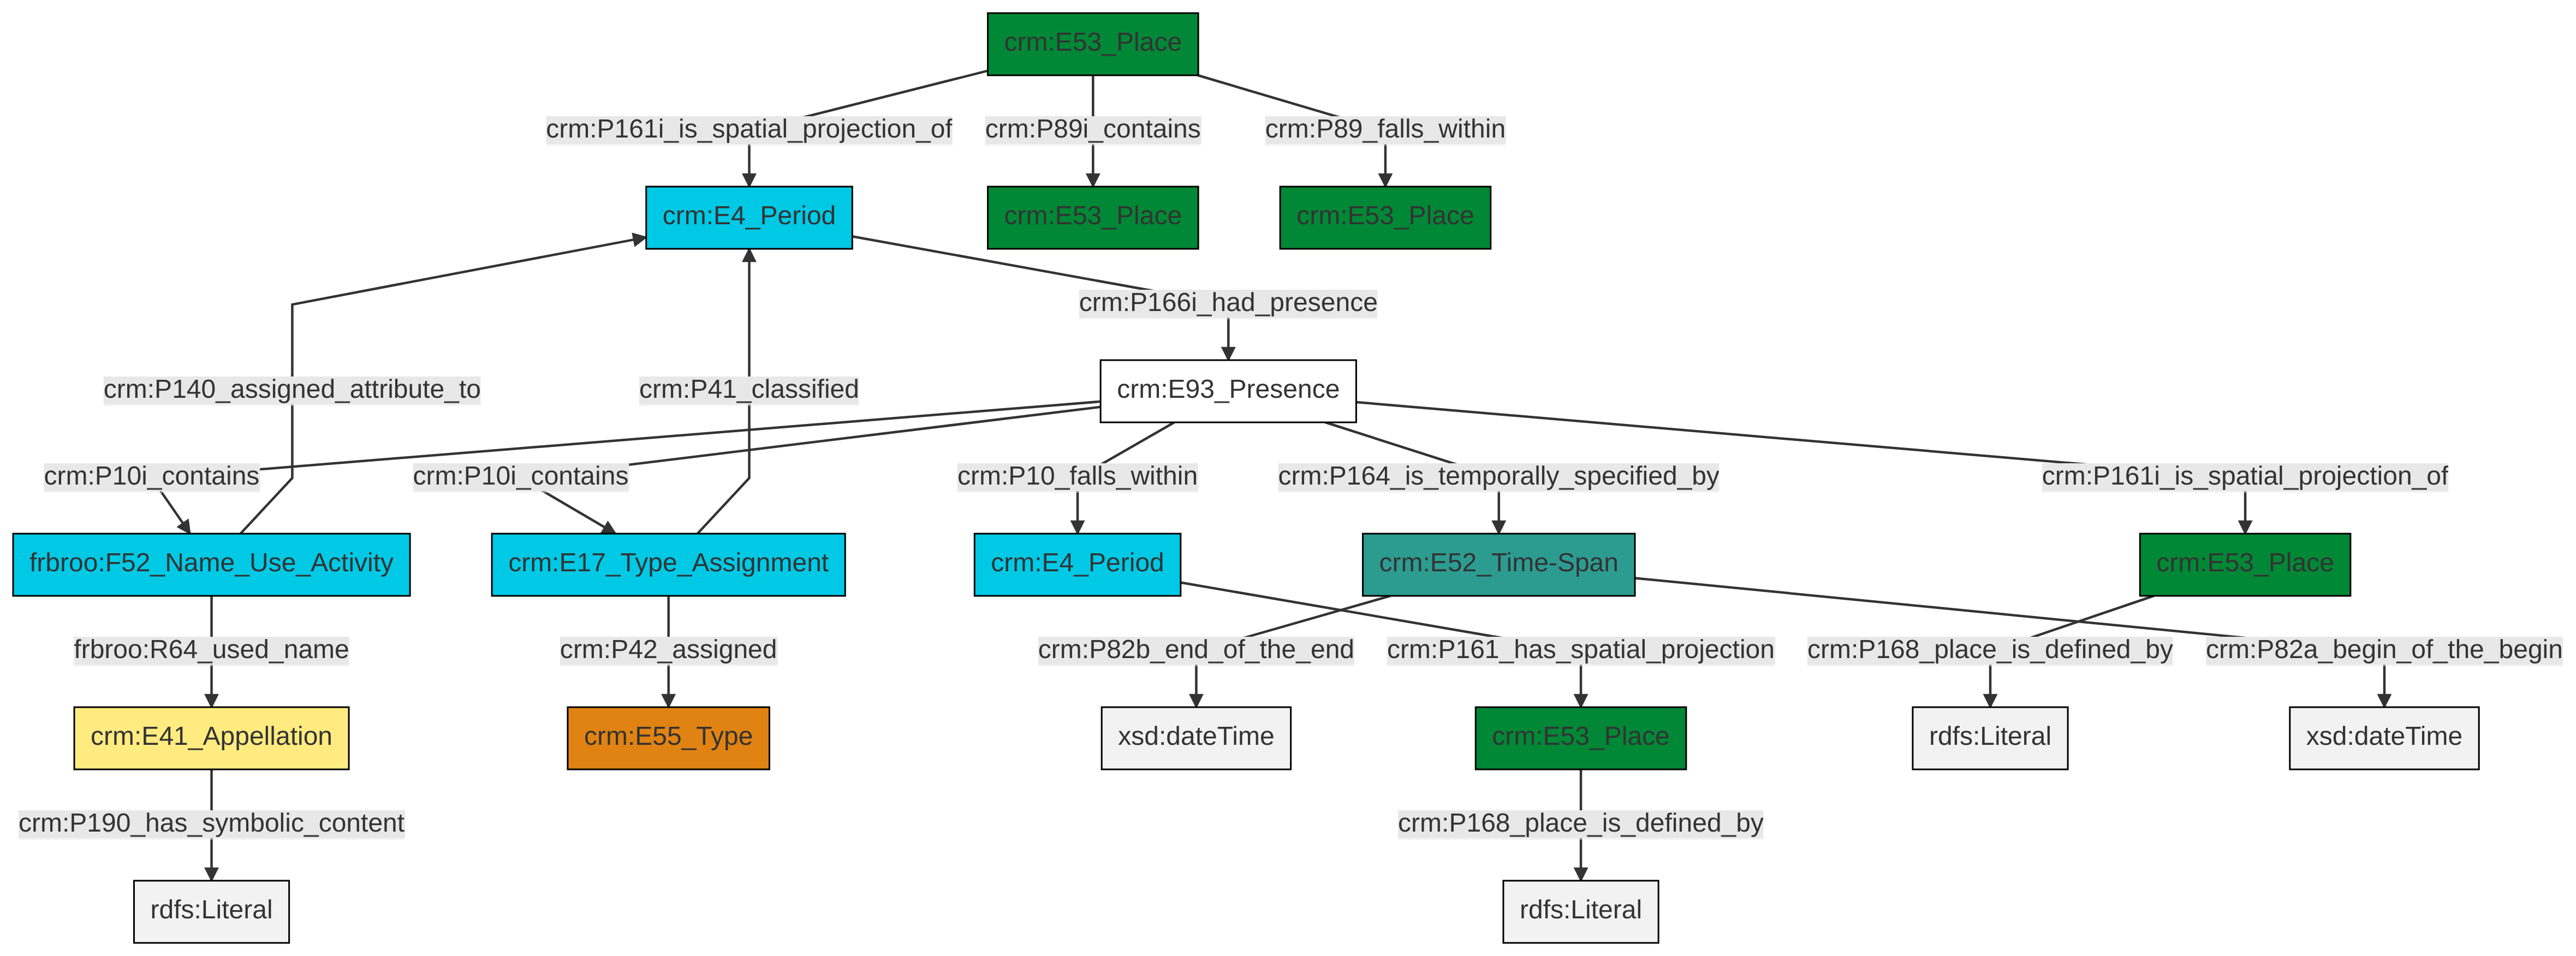 crm:E53_Place
crm:P161i_is_spatial_projection_of
crm:P89i_contains
crm:P89_falls_within
crm:E4_Period
crm:E53_Place
crm:E53_Place
crm:P166i_had_presence
crm:P140_assigned_attribute_to
crm:P41_classified
crm:E93_Presence
crm:P10i_contains
crm:P10i_contains
crm:P10_falls_within
crm:P164_is_temporally_specified_by
crm:P161i_is_spatial_projection_of
frbroo:F52_Name_Use_Activity
crm:E17_Type_Assignment
crm:E4_Period
crm:E52_Time-Span
crm:E53_Place
frbroo:R64_used_name
crm:P42_assigned
crm:P82b_end_of_the_end
crm:P161_has_spatial_projection
crm:P168_place_is_defined_by
crm:P82a_begin_of_the_begin
crm:E41_Appellation
crm:E55_Type
xsd:dateTime
crm:E53_Place
rdfs:Literal
xsd:dateTime
crm:P190_has_symbolic_content
crm:P168_place_is_defined_by
rdfs:Literal
rdfs:Literal